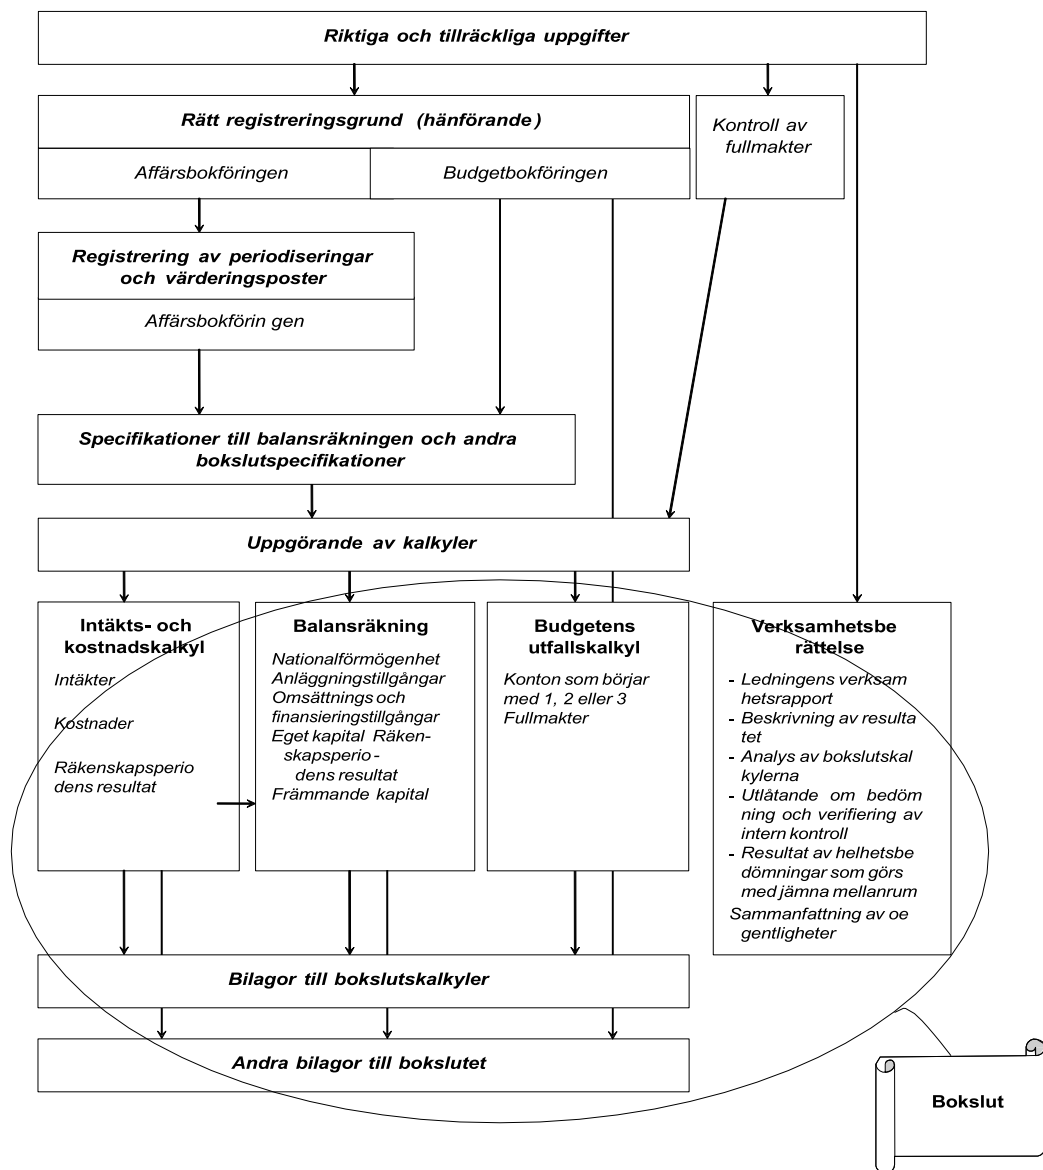 Riktiga och tillräckliga uppgifter
Rätt registreringsgrund (hänförande)
Affärsbokföringen
Budgetbokföringen
Kontroll av
fullmakter
Registrering av periodiseringar
och värderingsposter
Affärsbokförin gen
Specifikationer till balansräkningen och andra
bokslutspecifikationer
Uppgörande av kalkyler
Intäkts- och
kostnadskalkyl
Intäkter
Kostnader
Räkenskapsperio
dens resultat
Balansräkning
Nationalförmögenhet
Anläggningstillgångar
Omsättnings och
finansieringstillgångar
Eget kapital Räken-
skapsperio -
dens resultat
Främmande kapital
Budgetens
utfallskalkyl
Konton som börjar
med 1, 2 eller 3
Fullmakter
Verksamhetsbe
rättelse
- Ledningens verksam
hetsrapport
- Beskrivning av resulta
tet
- Analys av bokslutskal
kylerna
- Utlåtande om bedöm
ning och verifiering av
intern kontroll
- Resultat av helhetsbe
dömningar som görs
med jämna mellanrum
Sammanfattning av oe
gentligheter
Bilagor till bokslutskalkyler
Andra bilagor till bokslutet
Bokslut